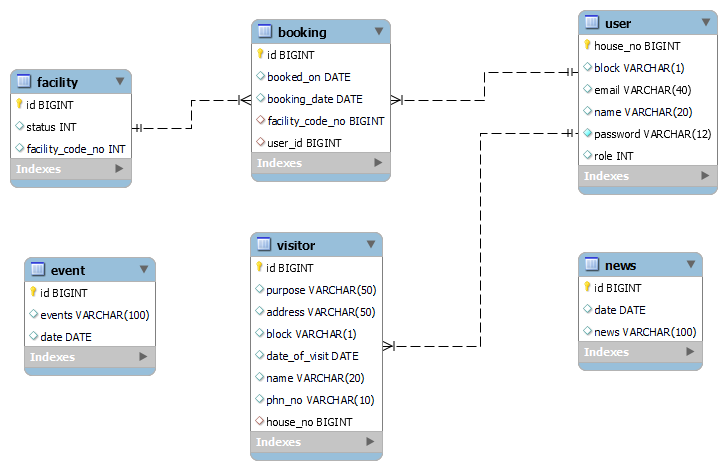 facility
id BIGINT
status INT
facility_code_no INT
Indexes
booking
id BIGINT
booked_on DATE
booking_date DATE
facility_code_no BIGINT
user_id BIGINT
Indexes
user
house_no BIGINT
block VARCHAR(1)
email VARCHAR(40)
name VARCHAR(20)
password VARCHAR(12)
role INT
Indexes
event
id BIGINT
events VARCHAR(100)
date DATE
Indexes
visitor
id BIGINT
purpose VARCHAR(50)
address VARCHAR(50)
block VARCHAR(1)
date_of_visit DATE
name VARCHAR(20)
phn_no VARCHAR(10)
house_no BIGINT
Indexes
news
id BIGINT
date DATE
news VARCHAR(100)
Indexes